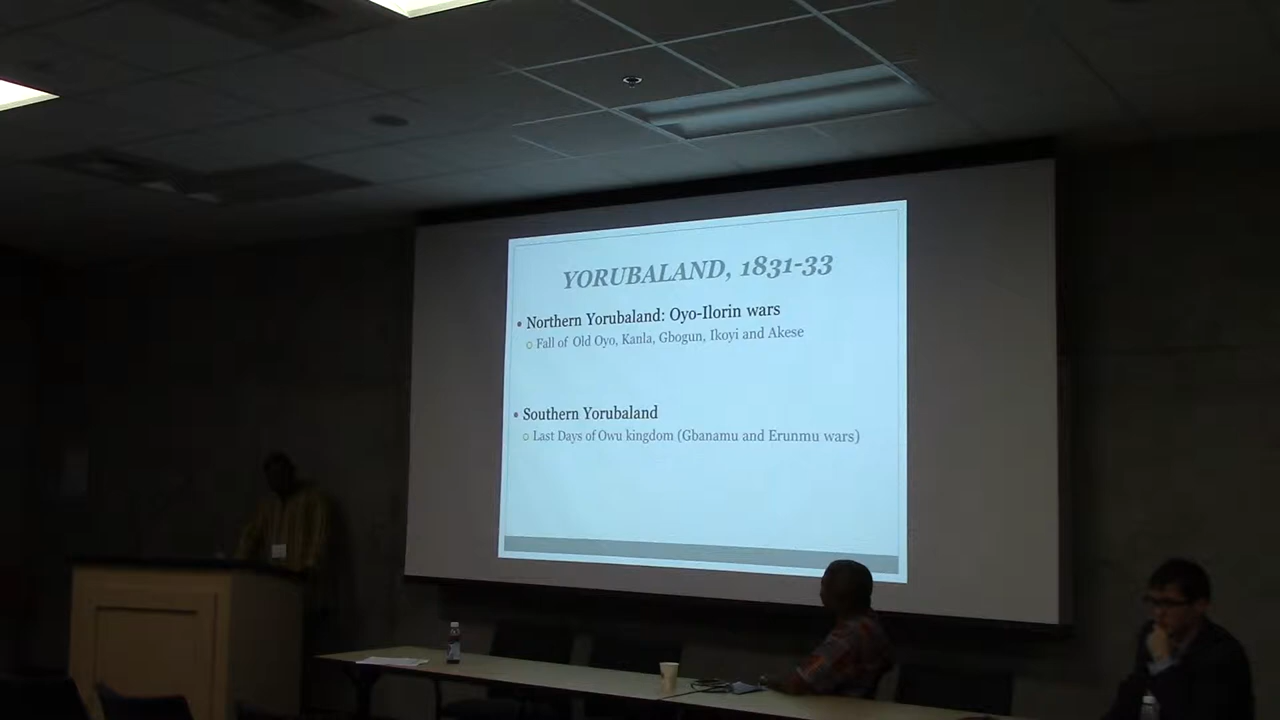 YORUBALAND, 1831-33
• Northern Yorubaland: Oyo-Ilorin wars
○ Fall of Old Oyo, Kanla, Gbogun, Ikoyi and Akese
• Southern Yorubaland
○ Last Days of Owu kingdom (Gbanamu and Erunmu wars)